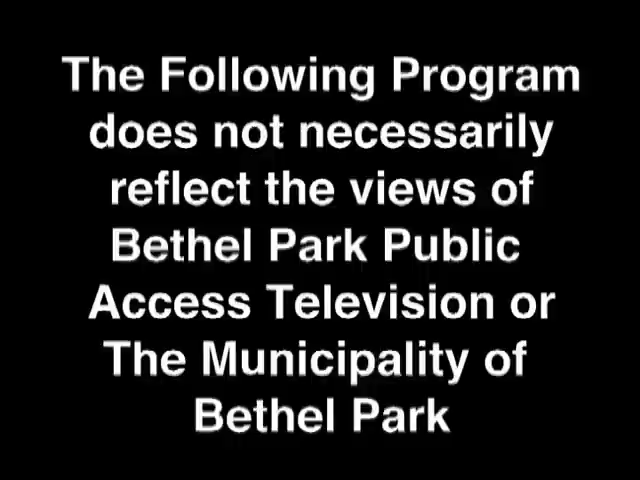 The Following Program
does not necessarily
reflect the views of
Bethel Park Public
Access Television or
The Municipality of
Bethel Park